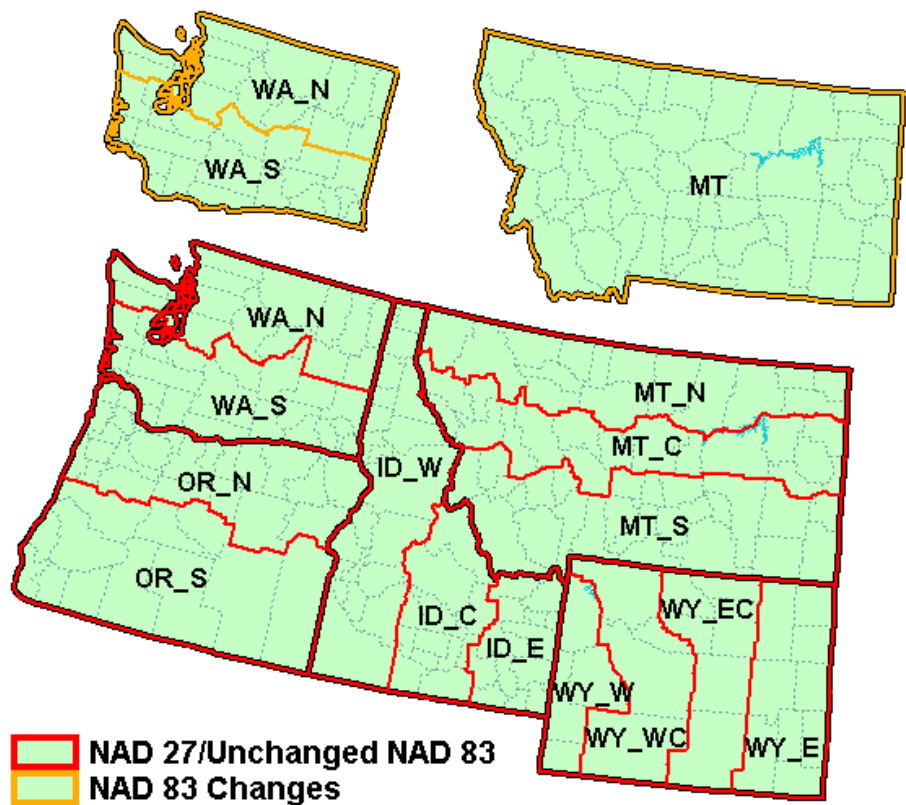 WA_N
WA_S
MT
WA_N
WA_S
MT_N
MT_C
ID_W
OR_N
MT_S
OR_S
WY_EC
ID_C
ID_E
WY_W
WY_WC
WY_E
NAD 27/Unchanged NAD 83
NAD 83 Changes